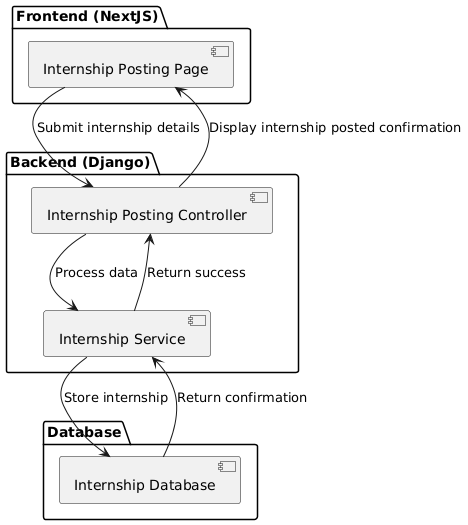 Frontend (NextJS)
Internship Posting Page
Submit internship details
Display internship posted confirmation
Backend (Django)
Internship Posting Controller
Process data
Return success
Internship Service
Store internship
Return confirmation
Database
Internship Database